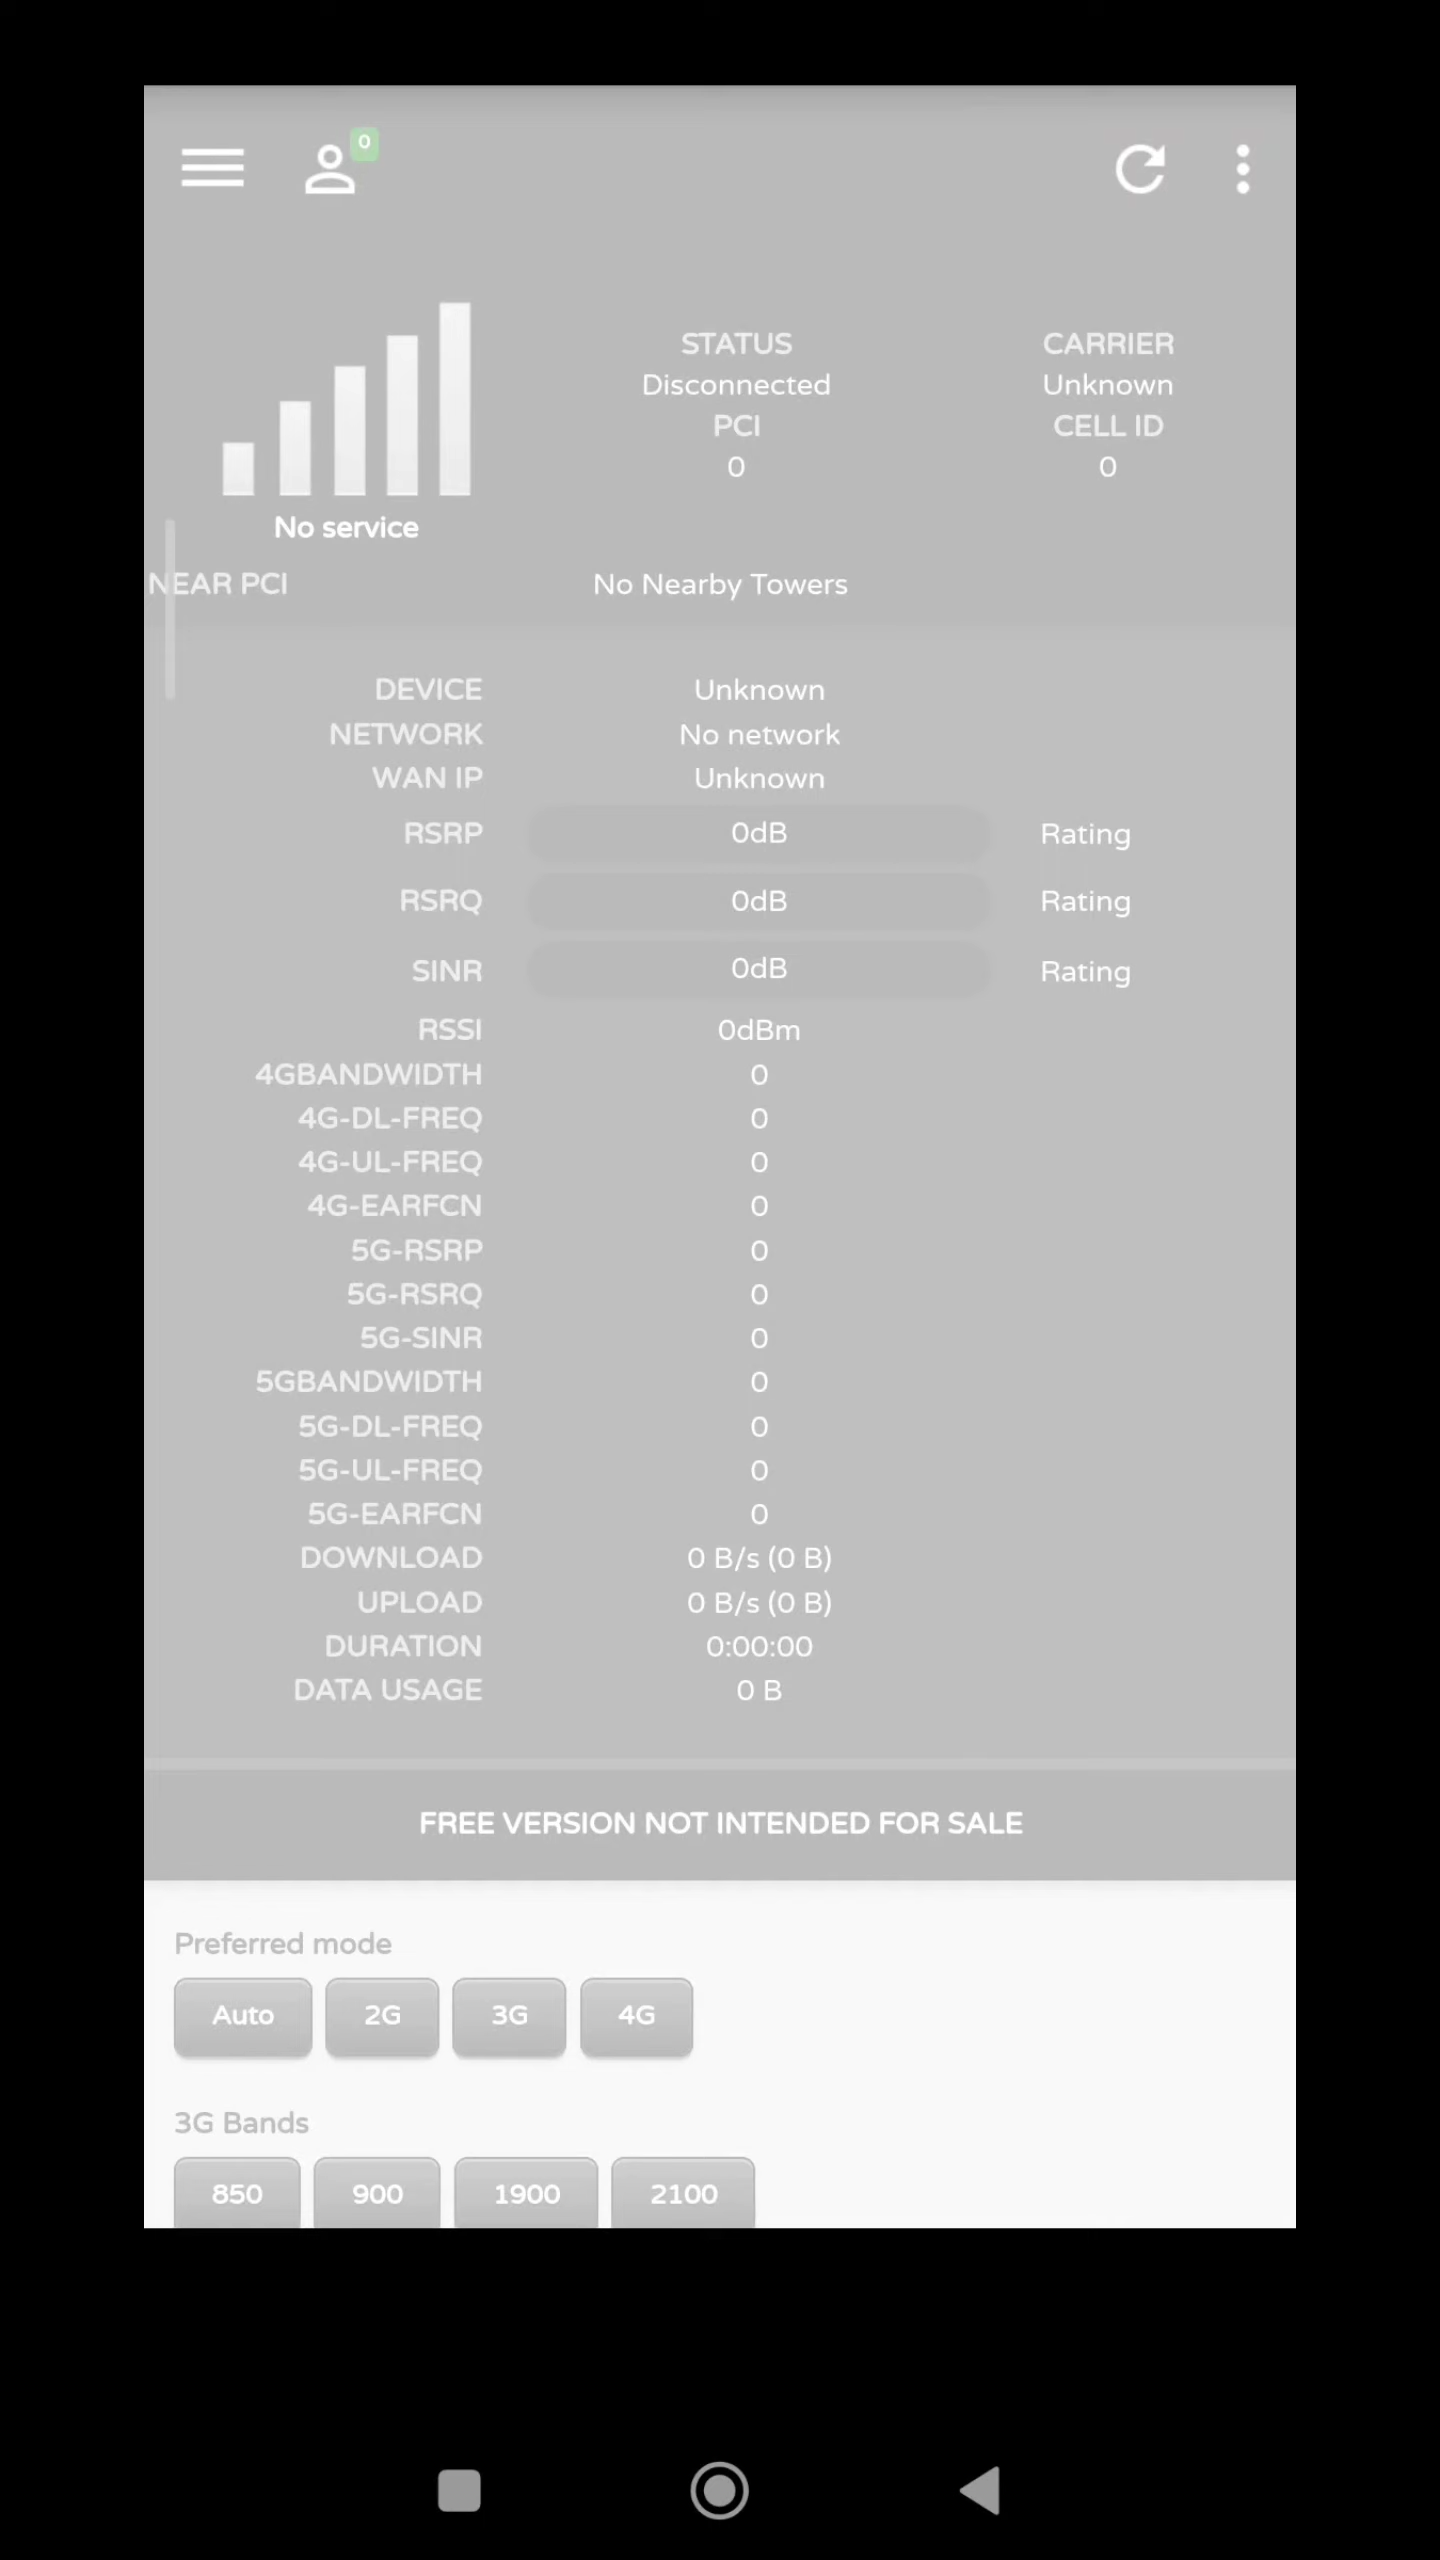 0
STATUS
CARRIER
Disconnected
Unknown
PCI
CELL ID
0
0
No service
NEAR PCI
No Nearby Towers
DEVICE Unknown
NETWORK No network
WAN IP Unknown
RSRP 0dB Rating
RSRQ 0dB Rating
SINR 0dB Rating
RSSI 0dBm
4GBANDWIDTH 0
4G-DL-FREQ 0
4G-UL-FREQ 0
4G-EARFCN 0
5G-RSRP 0
5G-RSRQ 0
5G-SINR 0
5GBANDWIDTH 0
5G-DL-FREQ 0
5G-UL-FREQ 0
5G-EARFCN 0
DOWNLOAD 0 B/s (0 B)
UPLOAD 0 B/s (0 B)
DURATION 0:00:00
DATA USAGE 0 B
FREE VERSION NOT INTENDED FOR SALE
Preferred mode
Auto 2G 3G 4G
3G Bands
850 900 1900 2100